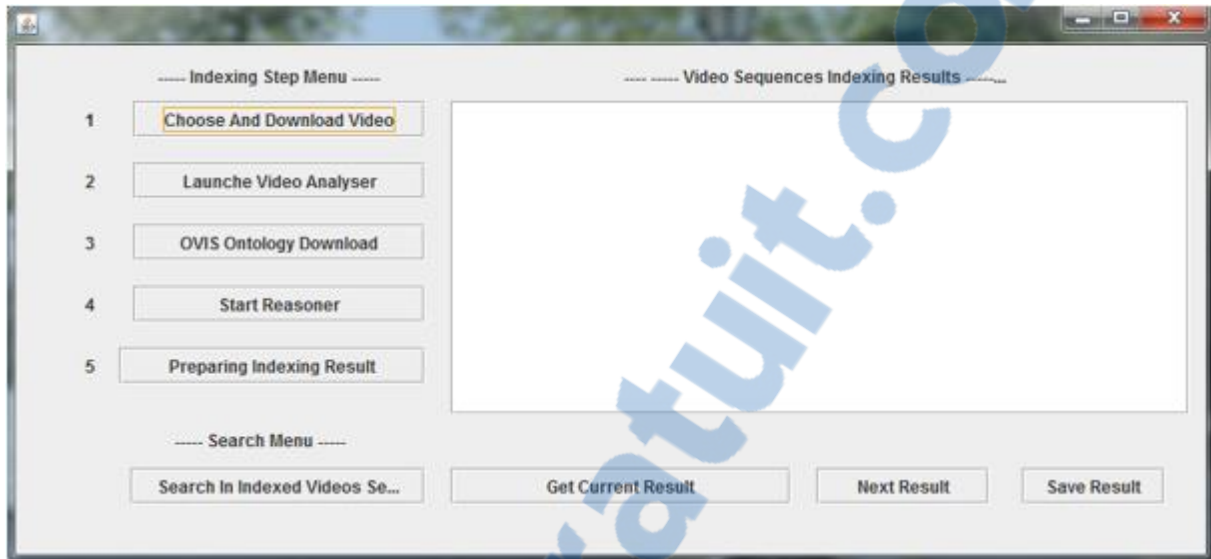 ----- Indexing Step Menu -----
---- ----- Video Sequences Indexing Results -----...
1 Choose And Download Video
2 Launche Video Analyser
3 OVIS Ontology Download
4 Start Reasoner
5 Preparing Indexing Result
----- Search Menu -----
Search In Indexed Videos Se...
Get Current Result
Next Result
Save Result
ratuit.co